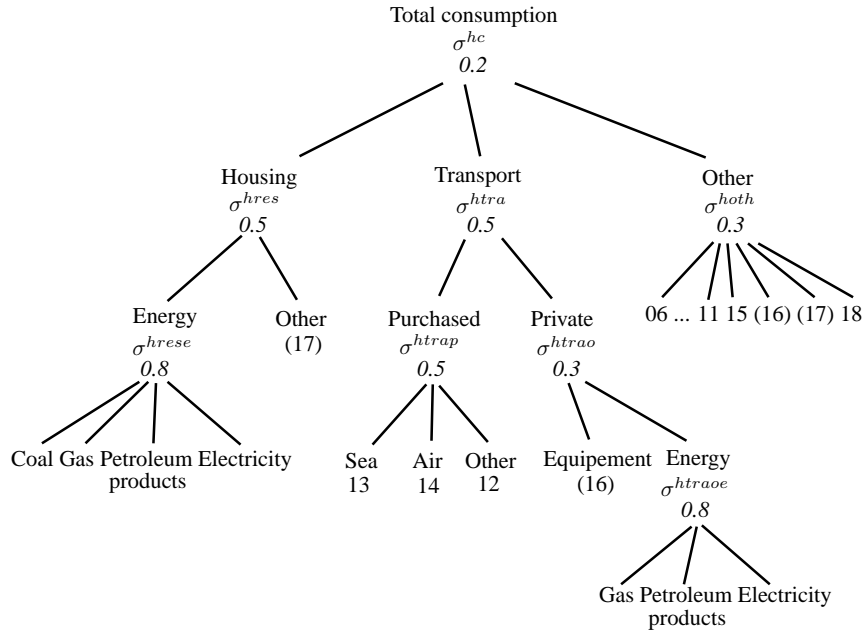 Total consumption
σ^{hc}
0.2
Housing Transport Other
σ^{hres} σ^{htra} σ^{hoth}
0.5 0.5 0.3
Energy Other Purchased Private 06 ... 11 15 (16) (17) 18
(17)
σ^{hrese} σ^{htrap} σ^{htrao}
0.8 0.5 0.3
Coal Gas Petroleum Electricity Sea Air Other Equipement Energy
products 13 14 12 (16) σ^{htraoe}
0.8
Gas Petroleum Electricity
products